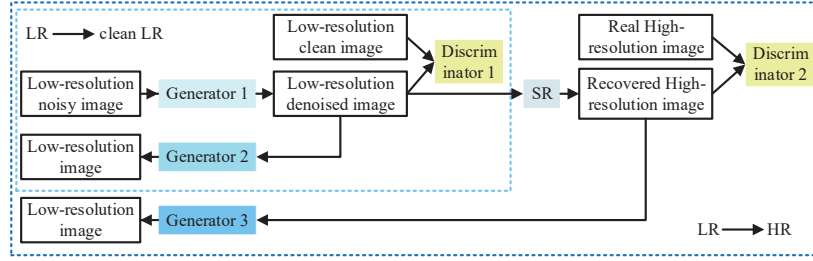 LR
clean LR
Low-resolution
clean image
Discrim
inator 1
Real High-
resolution image
Discrim
inator 2
Low-resolution
noisy image
Generator 1
Low-resolution
denoised image
SR
Recovered High-
resolution image
Low-resolution
image
Generator 2
Low-resolution
image
Generator 3
LR
HR